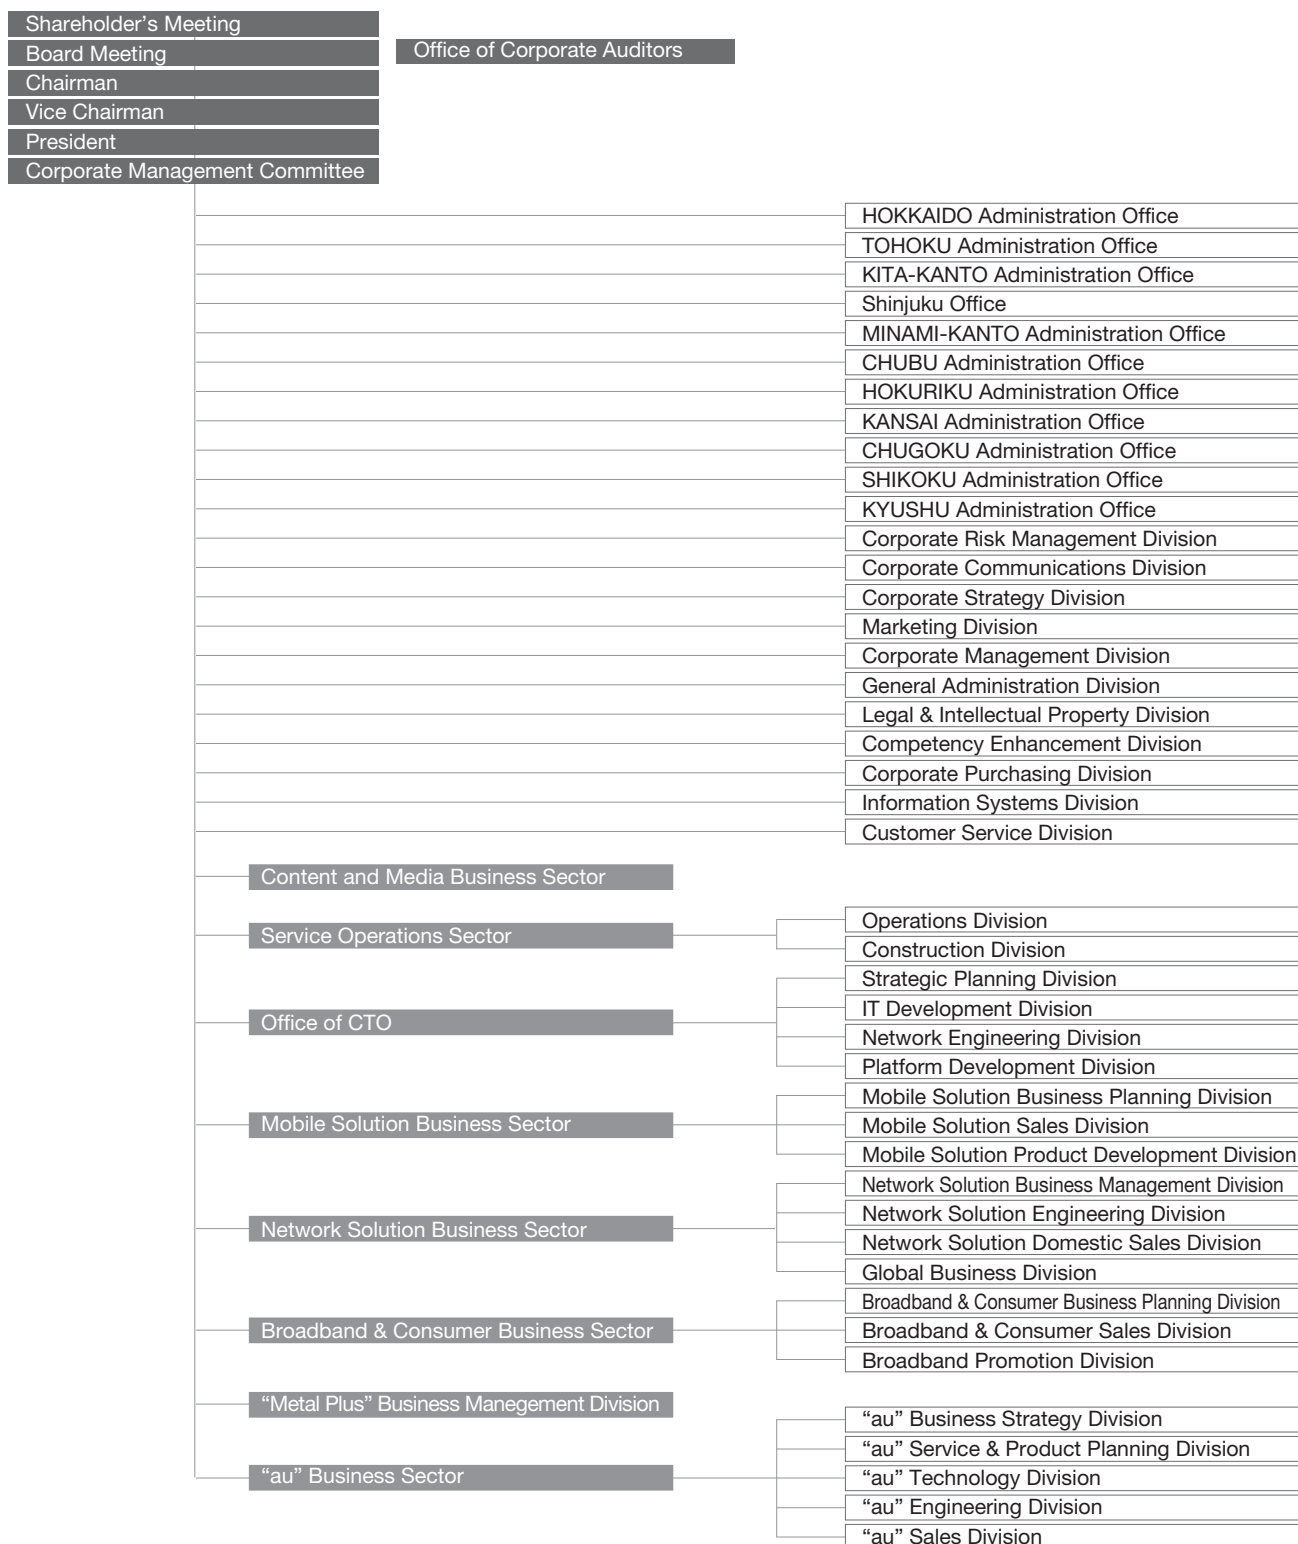 Shareholder’s Meeting
Board Meeting
Office of Corporate Auditors
Chairman
Vice Chairman
President
Corporate Management Committee
HOKKAIDO Administration Office
TOHOKU Administration Office
KITA-KANTO Administration Office
Shinjuku Office
MINAMI-KANTO Administration Office
CHUBU Administration Office
HOKURIKU Administration Office
KANSAI Administration Office
CHUGOKU Administration Office
SHIKOKU Administration Office
KYUSHU Administration Office
Corporate Risk Management Division
Corporate Communications Division
Corporate Strategy Division
Marketing Division
Corporate Management Division
General Administration Division
Legal & Intellectual Property Division
Competency Enhancement Division
Corporate Purchasing Division
Information Systems Division
Customer Service Division
Content and Media Business Sector
Service Operations Sector
Operations Division
Construction Division
Office of CTO
Strategic Planning Division
IT Development Division
Network Engineering Division
Platform Development Division
Mobile Solution Business Sector
Mobile Solution Business Planning Division
Mobile Solution Sales Division
Mobile Solution Product Development Division
Network Solution Business Sector
Network Solution Business Management Division
Network Solution Engineering Division
Network Solution Domestic Sales Division
Global Business Division
Broadband & Consumer Business Sector
Broadband & Consumer Business Planning Division
Broadband & Consumer Sales Division
Broadband Promotion Division
“Metal Plus” Business Manegement Division
“au” Business Sector
“au” Business Strategy Division
“au” Service & Product Planning Division
“au” Technology Division
“au” Engineering Division
“au” Sales Division